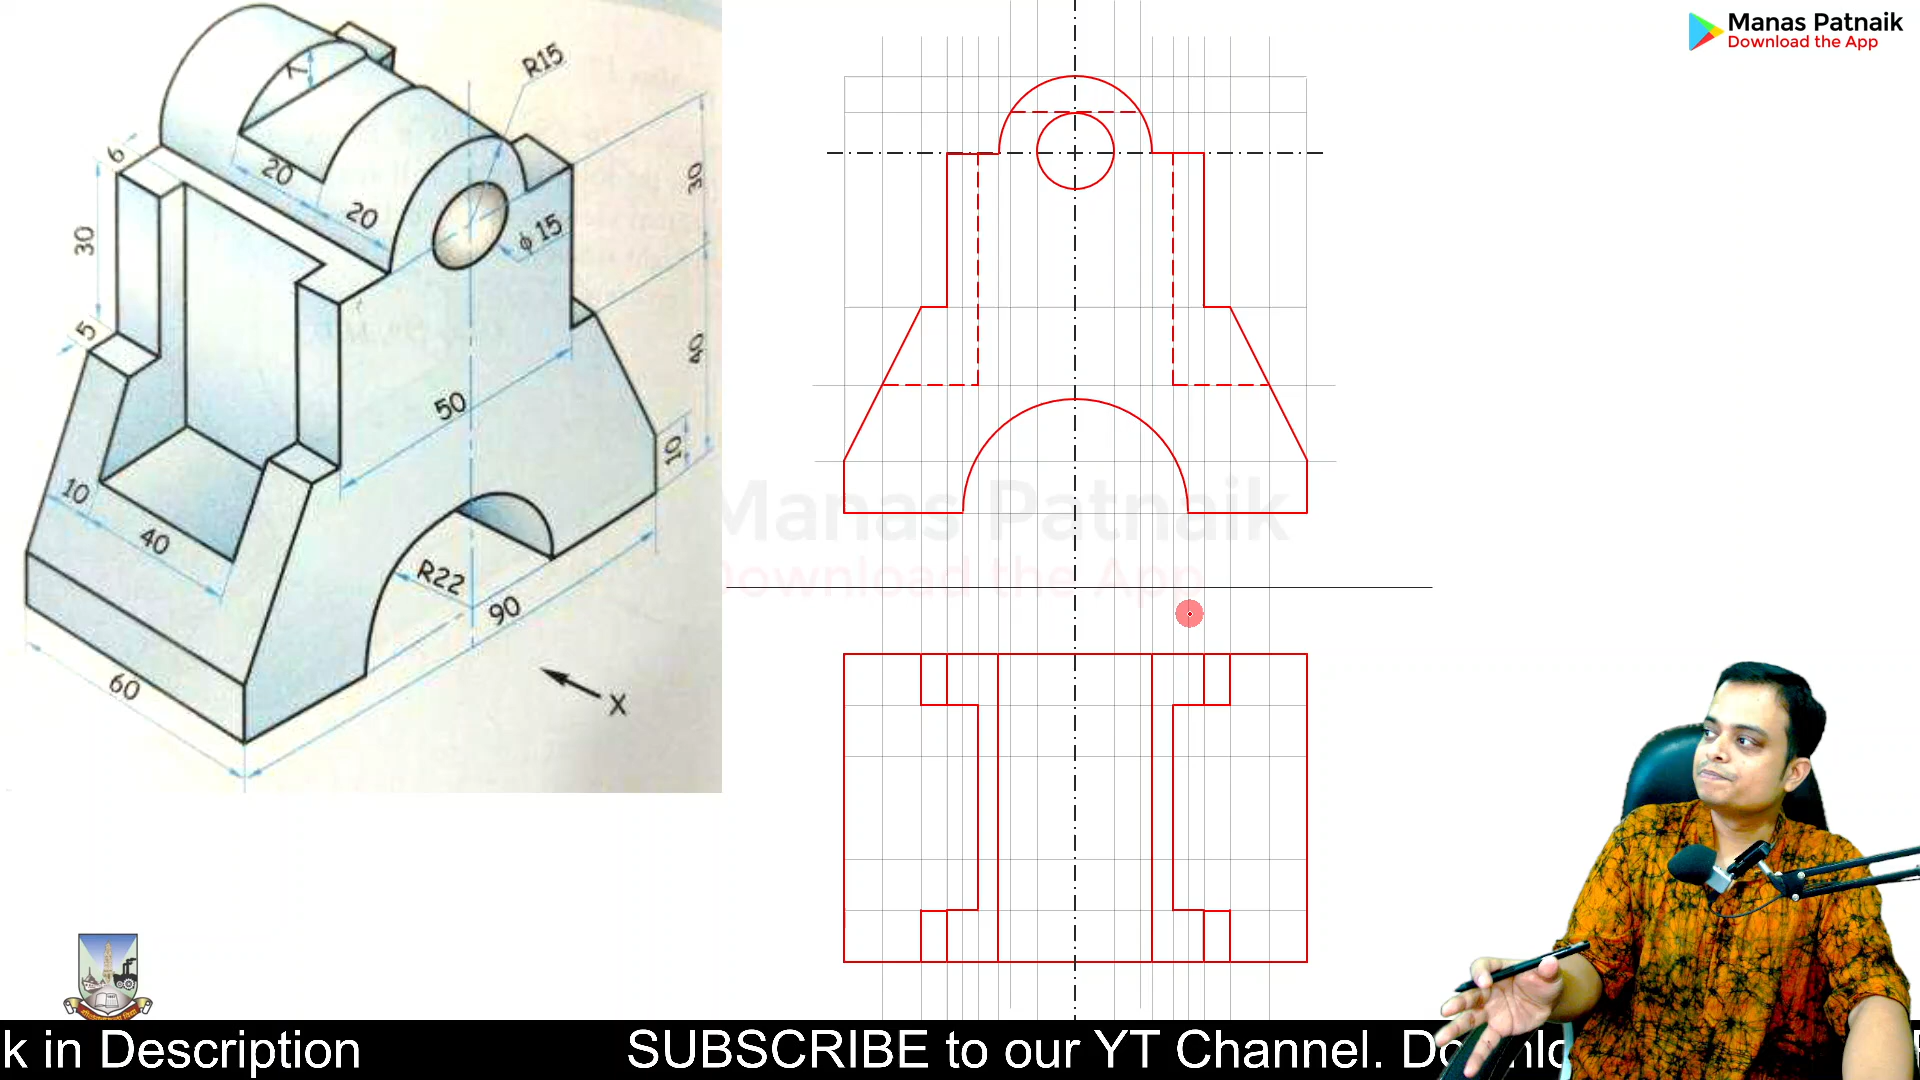 Manas Patnaik
Download the App
R15
7
6
20
20
30
30
φ 15
5
40
50
10
10
40
R22
90
60
X
Manas Patnaik
Download the App
k in Description SUBSCRIBE to our YT Channel.